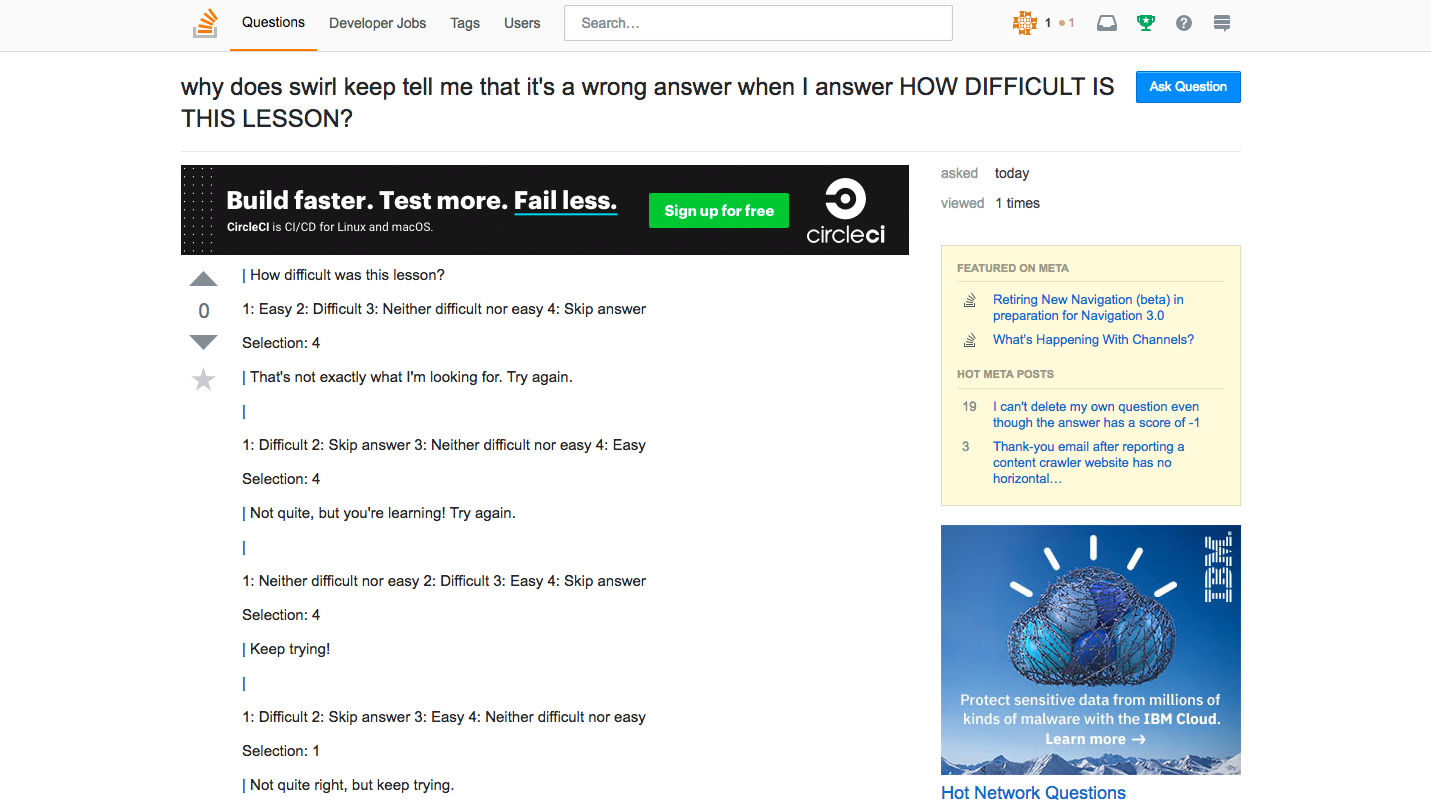 Questions Developer Jobs Tags Users Search... 1 1 ?
why does swirl keep tell me that it's a wrong answer when I answer HOW DIFFICULT IS
THIS LESSON?
Ask Question
Build faster. Test more. Fail less.
CircleCI is CI/CD for Linux and macOS.
Sign up for free
circleci
asked today
viewed 1 times
0
| How difficult was this lesson?
1: Easy 2: Difficult 3: Neither difficult nor easy 4: Skip answer
Selection: 4
| That's not exactly what I'm looking for. Try again.
|
1: Difficult 2: Skip answer 3: Neither difficult nor easy 4: Easy
Selection: 4
| Not quite, but you're learning! Try again.
|
1: Neither difficult nor easy 2: Difficult 3: Easy 4: Skip answer
Selection: 4
| Keep trying!
|
1: Difficult 2: Skip answer 3: Easy 4: Neither difficult nor easy
Selection: 1
| Not quite right, but keep trying.
FEATURED ON META
Retiring New Navigation (beta) in
preparation for Navigation 3.0
What's Happening With Channels?
HOT META POSTS
19 I can't delete my own question even
though the answer has a score of -1
3 Thank-you email after reporting a
content crawler website has no
horizontal…
IBM
Protect sensitive data from millions of
kinds of malware with the IBM Cloud.
Learn more →
Hot Network Questions